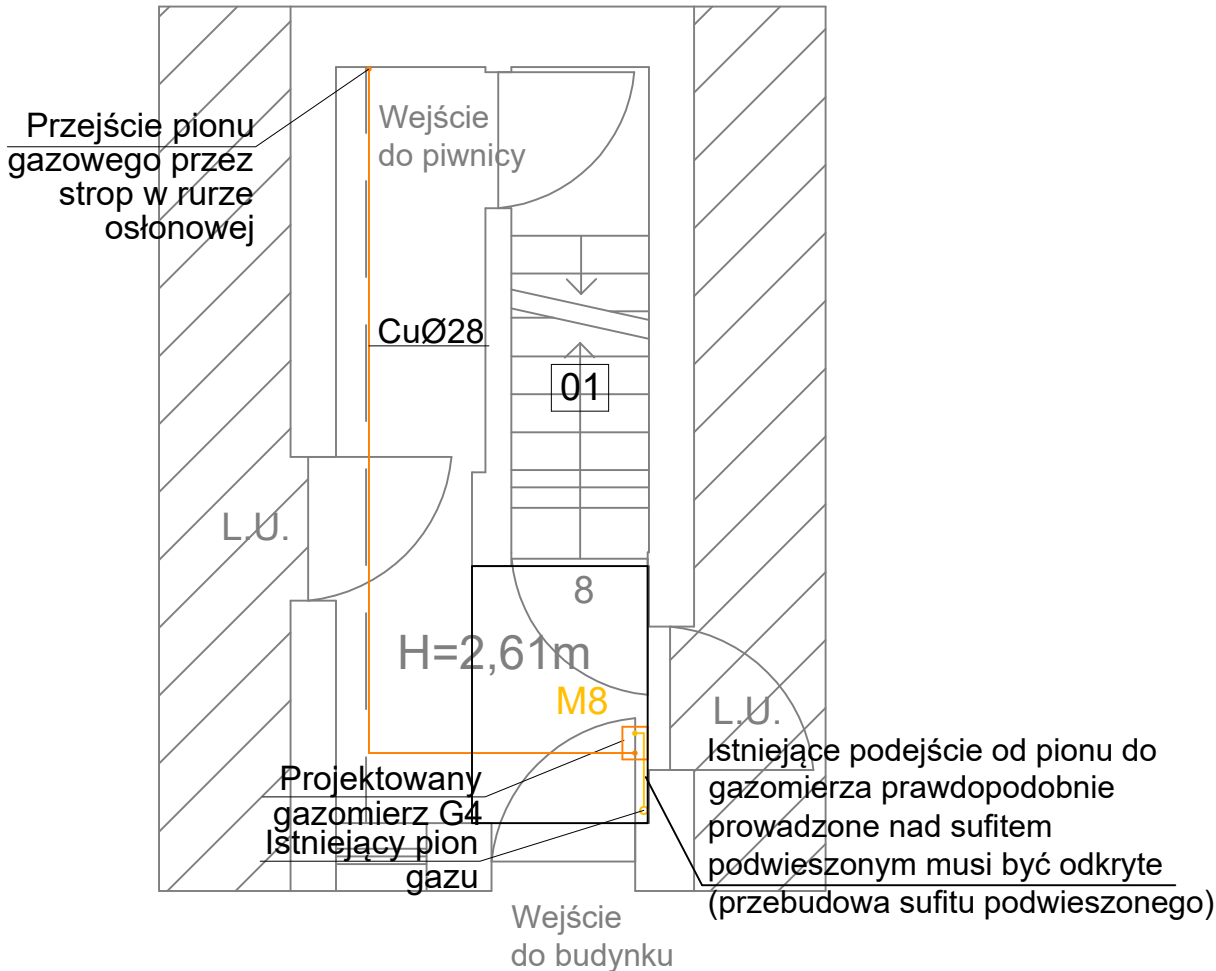 Przejście pionu
gazowego przez
strop w rurze
osłonowej
Wejście
do piwnicy
CuØ28
01
L.U.
8
H=2,61m
M8
L.U.
Projektowany
gazomierz G4
Istniejący pion
gazu
Istniejące podejście od pionu do
gazomierza prawdopodobnie
prowadzone nad sufitem
podwieszonym musi być odkryte
(przebudowa sufitu podwieszonego)
Wejście
do budynku